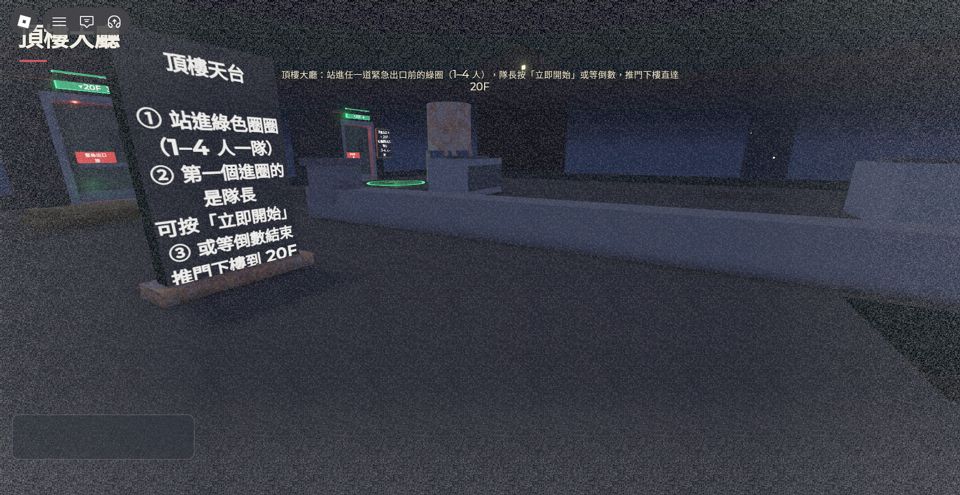 頂樓大廳
頂樓大廳：站進任一道緊急出口前的綠圈（1–4 人），隊長按「立即開始」或等倒數，推門下樓直達
20F
20F
頂樓天台
① 站進綠色圈圈
（1–4 人一隊）
② 第一個進圈的
是隊長
可按「立即開始」
③ 或等倒數結束
推門下樓到 20F